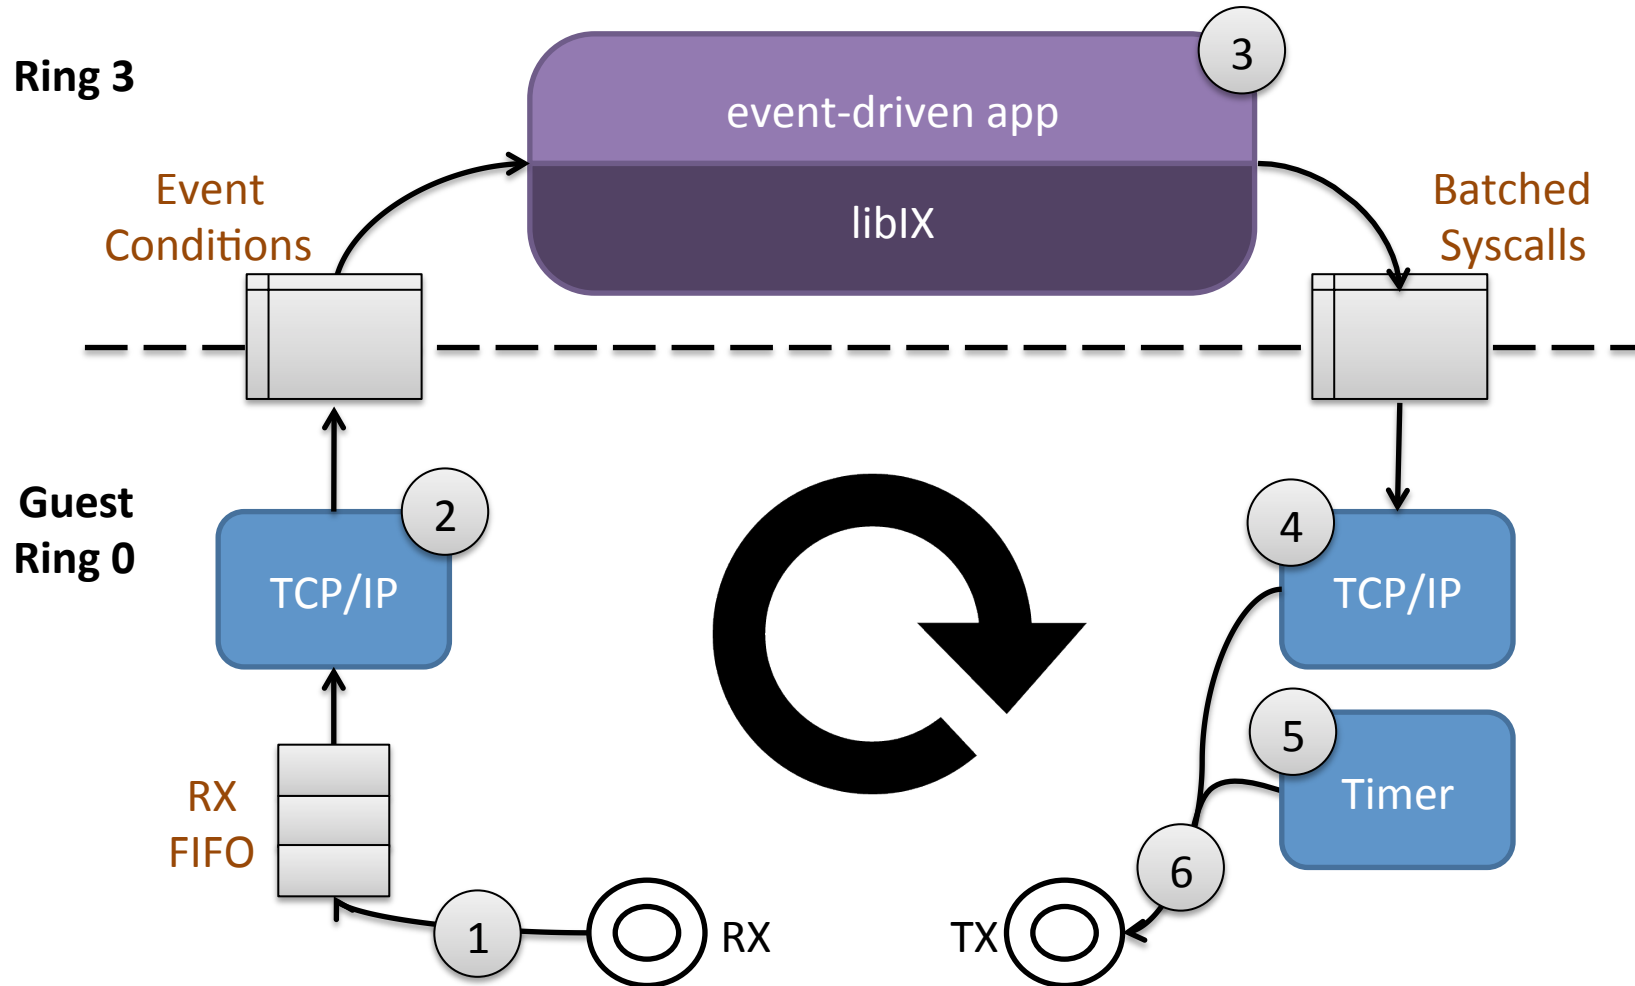 Ring 3
event-driven app
3
libIX
Event
Conditions
Batched
Syscalls
Guest
Ring 0
2
TCP/IP
4
TCP/IP
5
Timer
RX
FIFO
1
RX
TX
6